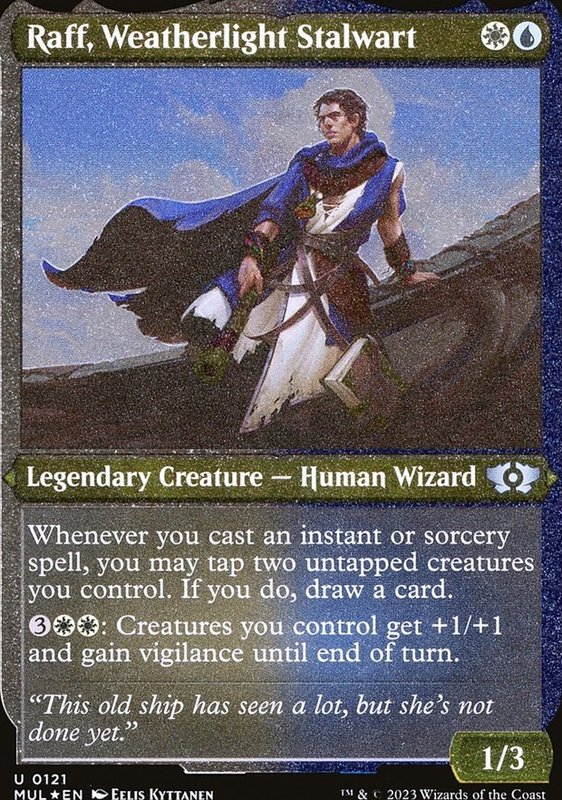 Raff, Weatherlight Stalwart
Legendary Creature — Human Wizard
Whenever you cast an instant or sorcery
spell, you may tap two untapped creatures
you control. If you do, draw a card.
3: Creatures you control get +1/+1
and gain vigilance until end of turn.
“This old ship has seen a lot, but she’s not
done yet.”
1/3
U 0121
MUL★EN Eelis Kyttanen
™ & © 2023 Wizards of the Coast